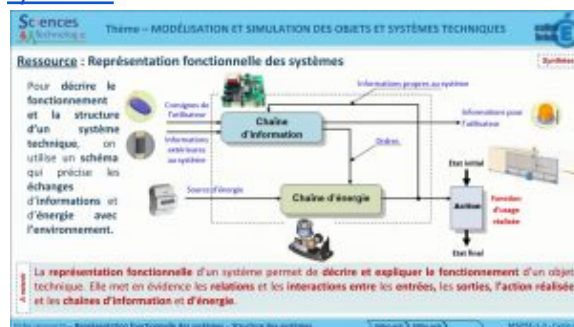 Sciences
& Technologie
Thème – MODÉLISATION ET SIMULATION DES OBJETS ET SYSTÈMES TECHNIQUES
Ressource : Représentation fonctionnelle des systèmes
Synthèse
Pour décrire le
fonctionnement
et la structure
d'un système
technique, on
utilise un schéma
qui précise les
échanges
d'informations et
d'énergie avec
l'environnement.
Informations propres au système
Consignes de
l'utilisateur
Chaîne
d'information
Informations pour
l'utilisateur
Informations
extérieures
au système
Ordres
Etat initial
Source d'énergie
Chaîne d'énergie
Action
Fonction
d'usage
réalisée
Etat final
La représentation fonctionnelle d'un système permet de décrire et expliquer le fonctionnement d'un objet
technique. Elle met en évidence les relations et les interactions entre les entrées, les sorties, l'action réalisée
et les chaînes d'information et d'énergie.